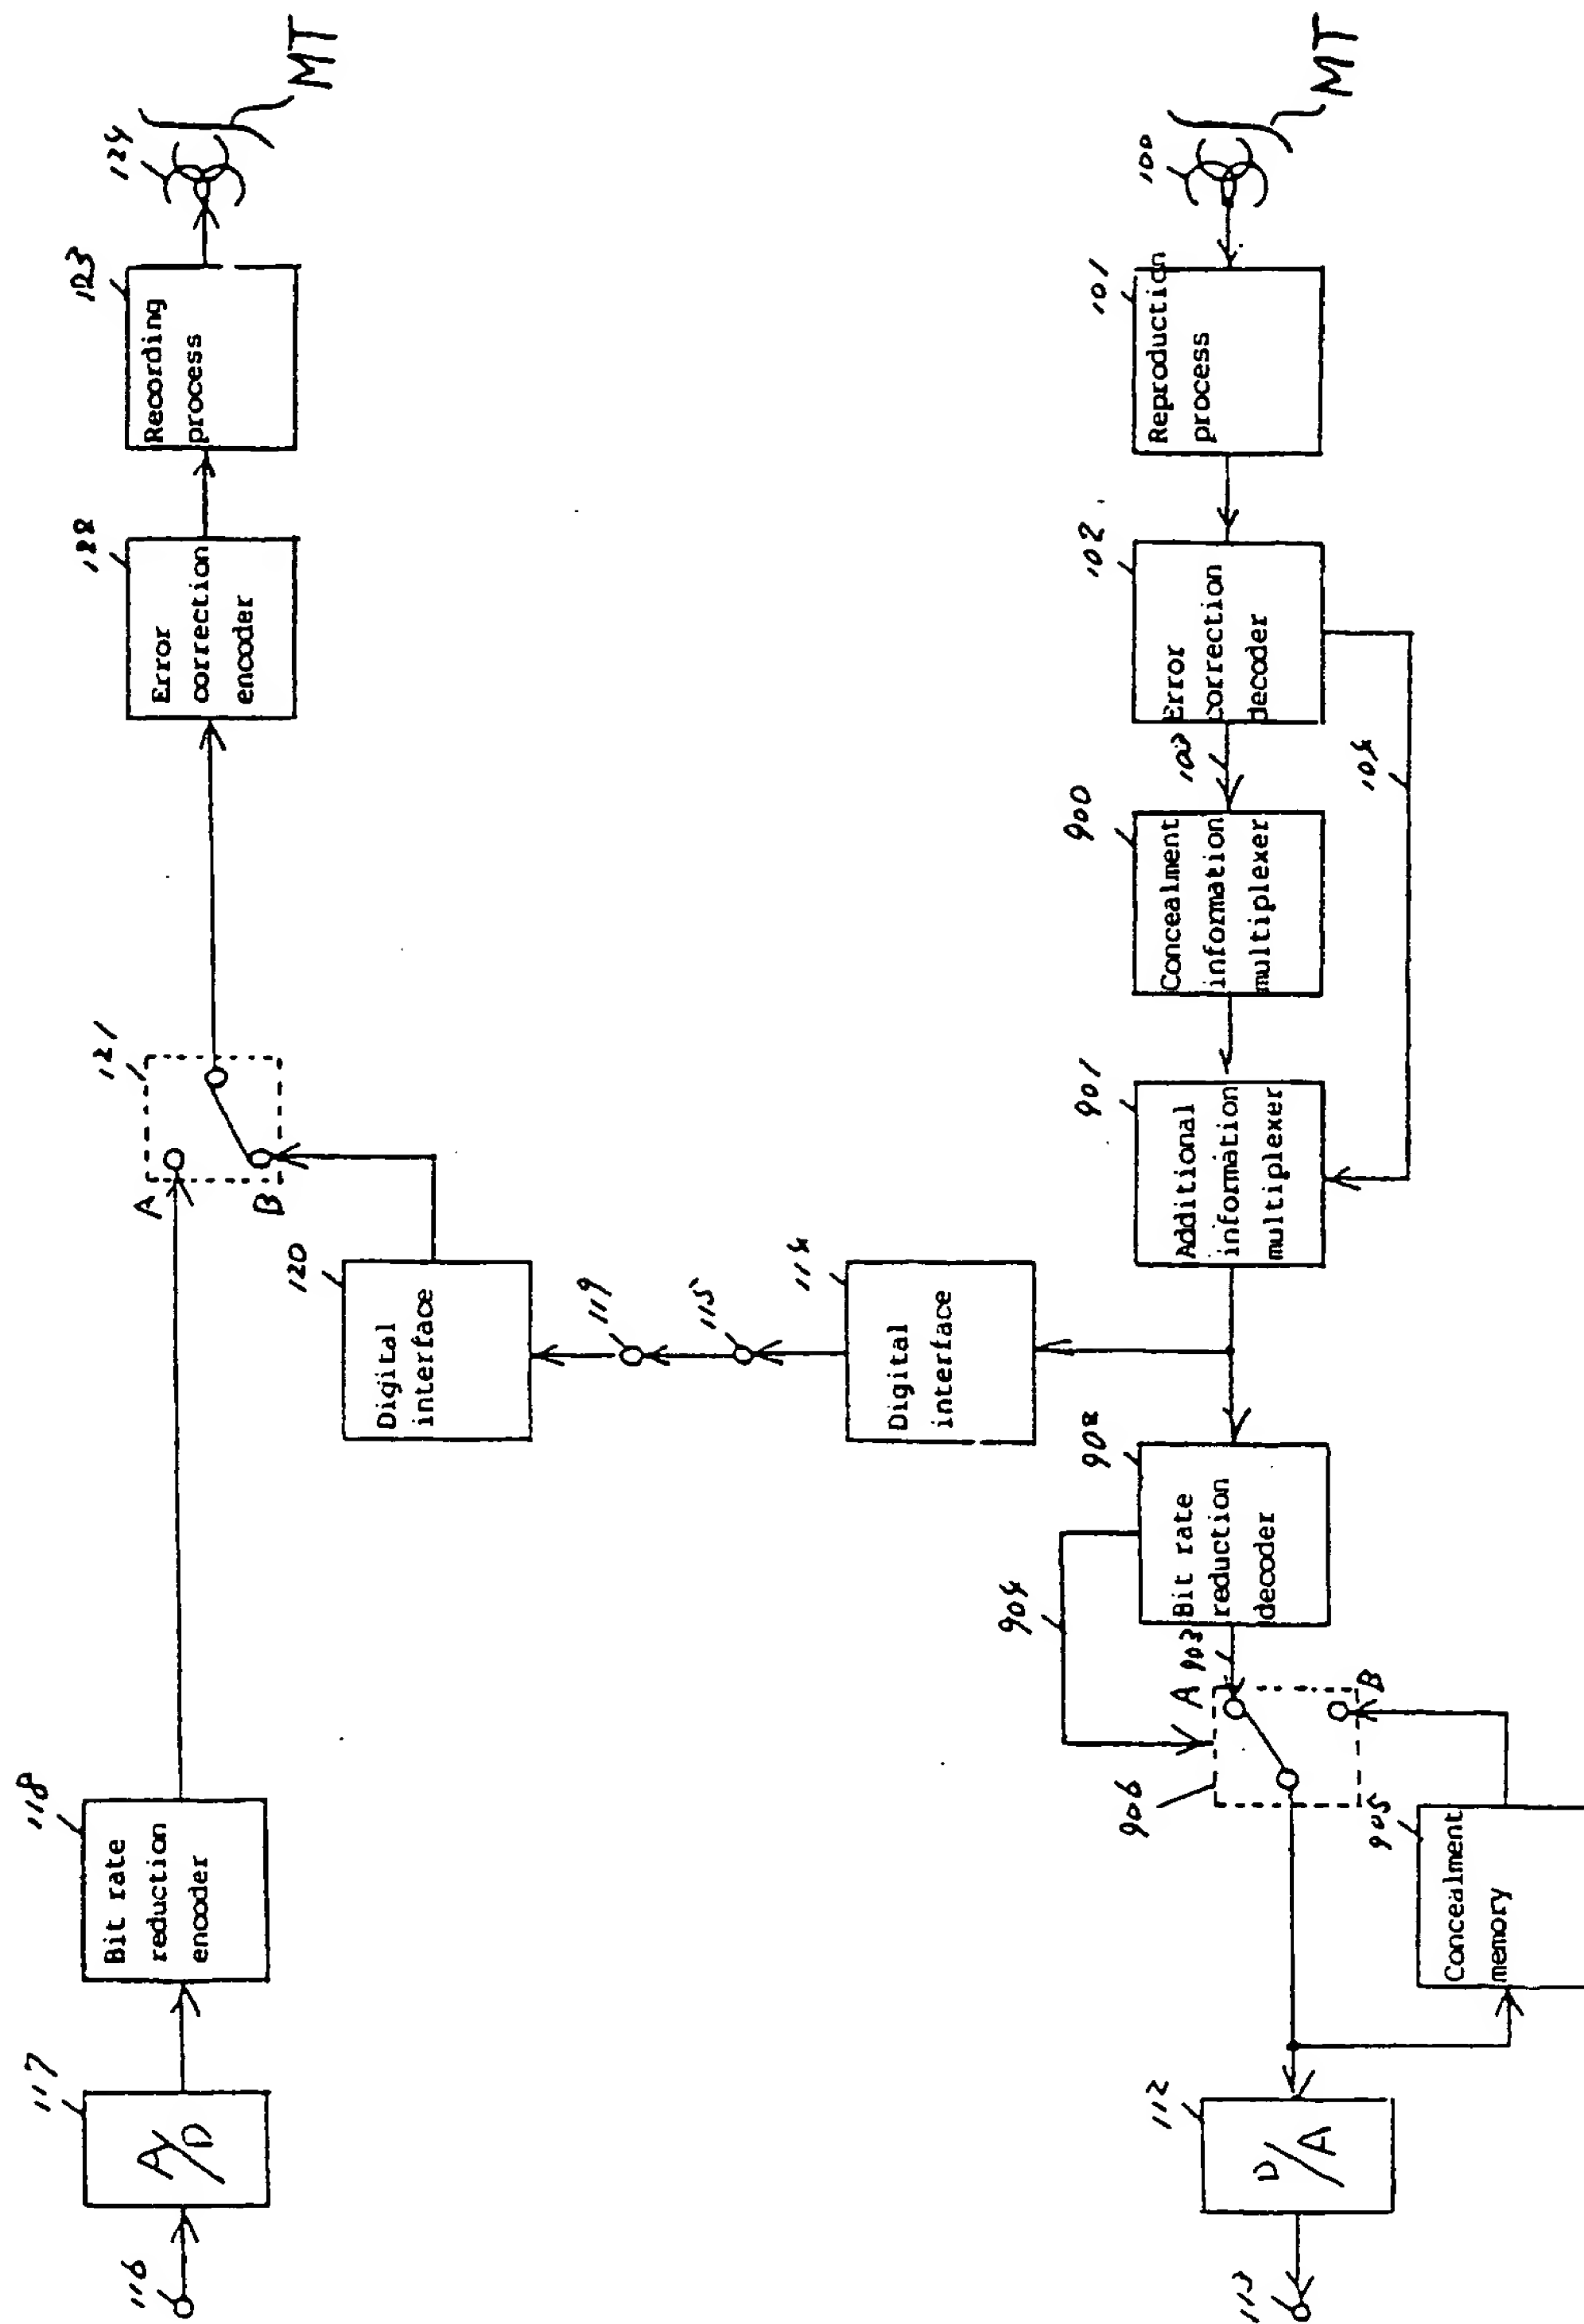 116
117
A/D
118
Bit rate
reduction
encoder
A
B
121
122
Error
correction
encoder
123
Recording
process
124
MT
120
Digital
interface
119
115
114
Digital
interface
113
112
D/A
905
Concealment
memory
906
A
B
903
904
902
Bit rate
reduction
decoder
901
Additional
information
multiplexer
900
Concealment
information
multiplexer
103
104
102
Error
correction
decoder
101
Reproduction
process
100
MT